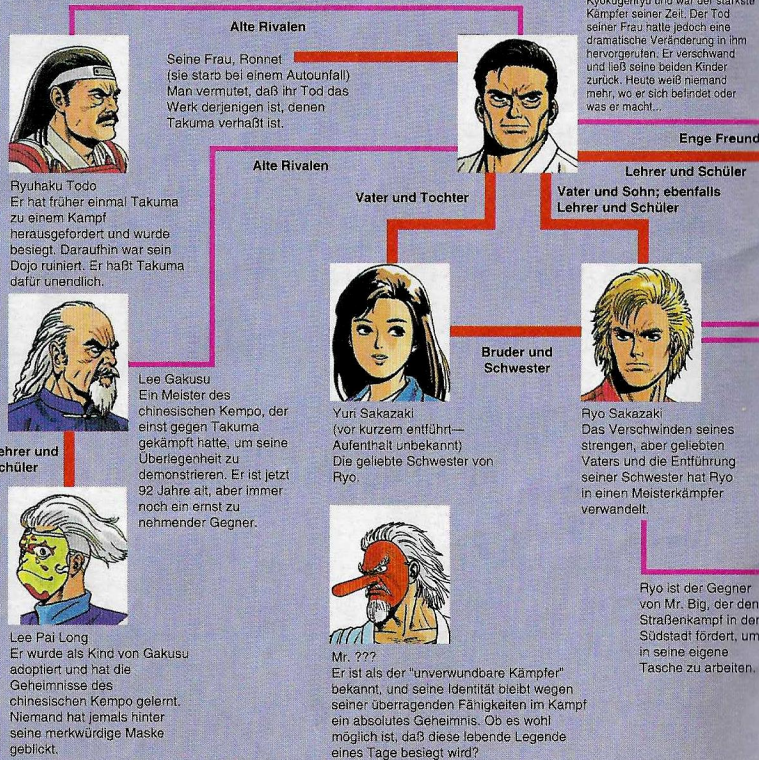 Kyokugenryu und war der stärkste
Kämpfer seiner Zeit. Der Tod
seiner Frau hatte jedoch eine
dramatische Veränderung in ihm
hervorgerufen. Er verschwand
und ließ seine beiden Kinder
zurück. Heute weiß niemand
mehr, wo er sich befindet oder
was er macht...
Alte Rivalen
Seine Frau, Ronnet
(sie starb bei einem Autounfall)
Man vermutet, daß ihr Tod das
Werk derjenigen ist, denen
Takuma verhaßt ist.
Enge Freund
Alte Rivalen
Lehrer und Schüler
Vater und Tochter
Vater und Sohn; ebenfalls
Lehrer und Schüler
Ryuhaku Todo
Er hat früher einmal Takuma
zu einem Kampf
herausgefordert und wurde
besiegt. Daraufhin war sein
Dojo ruiniert. Er haßt Takuma
dafür unendlich.
Bruder und
Schwester
Lee Gakusu
Ein Meister des
chinesischen Kempo, der
einst gegen Takuma
gekämpft hatte, um seine
Überlegenheit zu
demonstrieren. Er ist jetzt
92 Jahre alt, aber immer
noch ein ernst zu
nehmender Gegner.
Yuri Sakazaki
(vor kurzem entführt—
Aufenthalt unbekannt)
Die geliebte Schwester von
Ryo.
Ryo Sakazaki
Das Verschwinden seines
strengen, aber geliebten
Vaters und die Entführung
seiner Schwester hat Ryo
in einen Meisterkämpfer
verwandelt.
ehrer und
chüler
Lee Pai Long
Er wurde als Kind von Gakusu
adoptiert und hat die
Geheimnisse des
chinesischen Kempo gelernt.
Niemand hat jemals hinter
seine merkwürdige Maske
geblickt.
Mr. ???
Er ist als der "unverwundbare Kämpfer"
bekannt, und seine Identität bleibt wegen
seiner überragenden Fähigkeiten im Kampf
ein absolutes Geheimnis. Ob es wohl
möglich ist, daß diese lebende Legende
eines Tage besiegt wird?
Ryo ist der Gegner
von Mr. Big, der den
Straßenkampf in der
Südstadt fördert, um
in seine eigene
Tasche zu arbeiten.